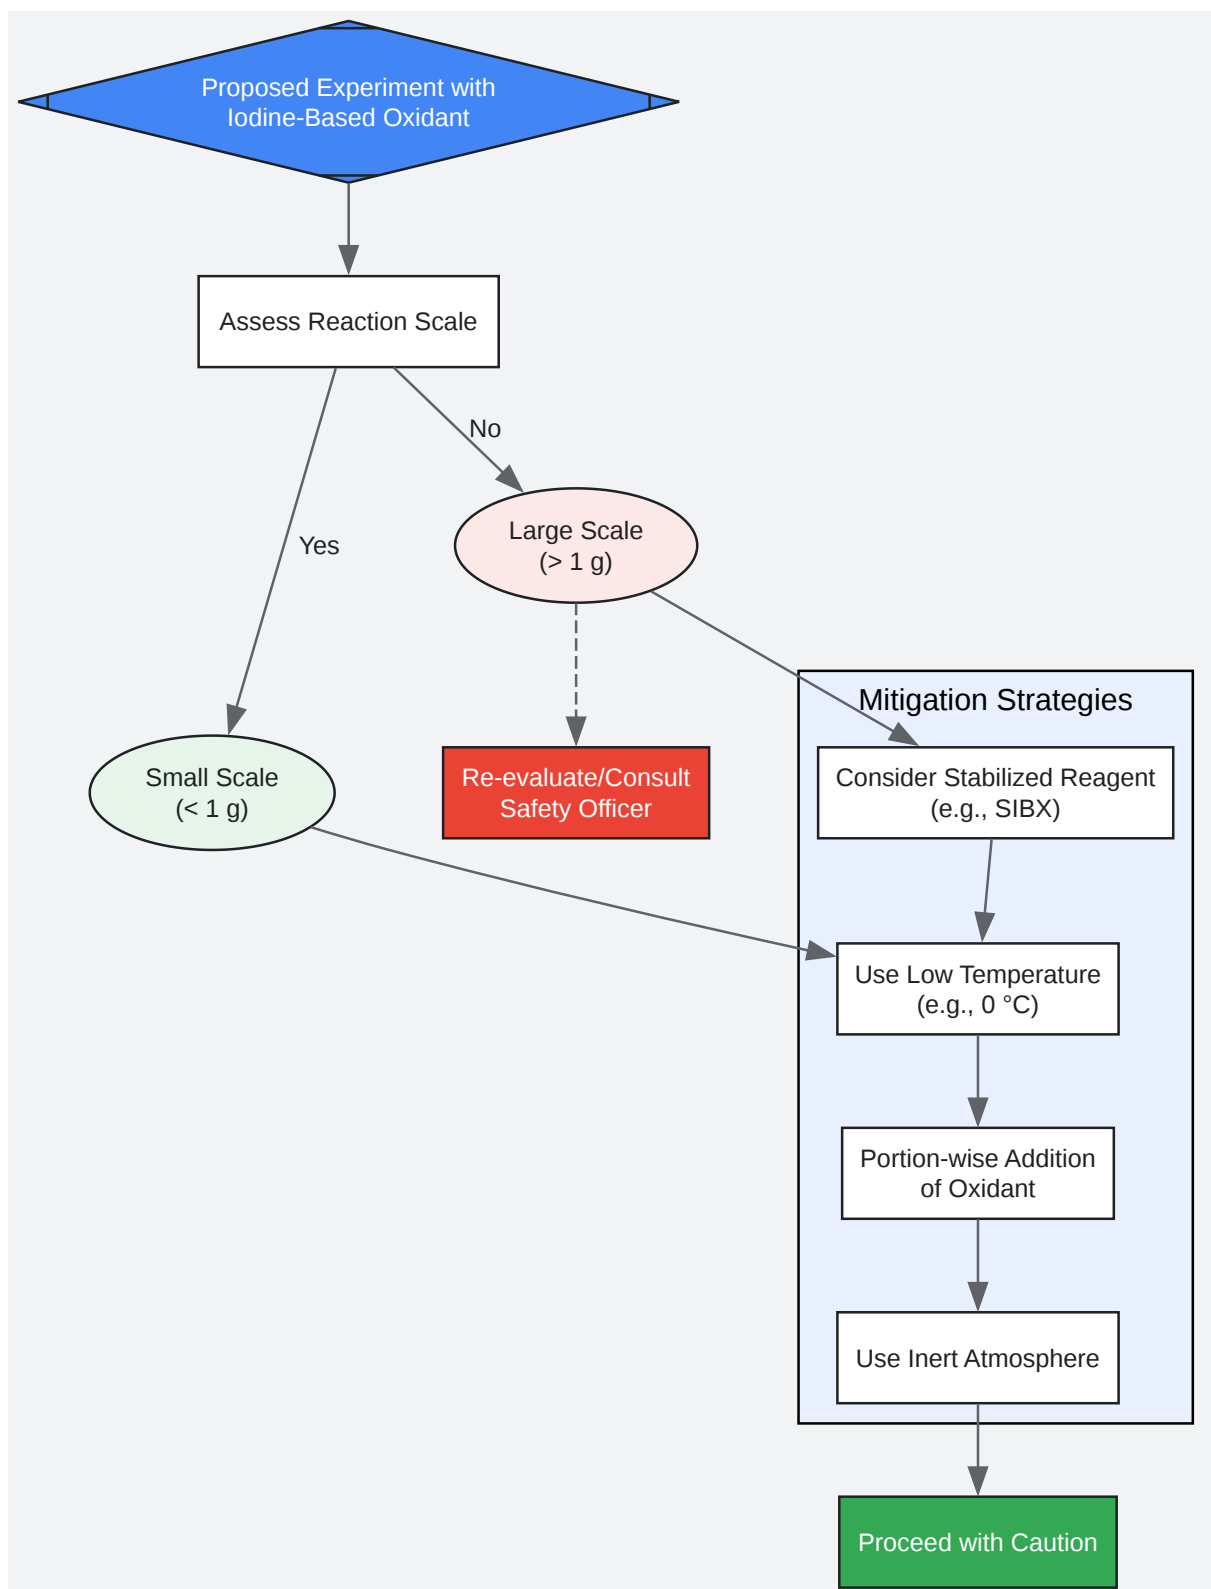 Proposed Experiment with
Iodine-Based Oxidant
Assess Reaction Scale
No
Large Scale
(> 1 g)
Yes
Mitigation Strategies
Small Scale
(< 1 g)
Re-evaluate/Consult
Safety Officer
Consider Stabilized Reagent
(e.g., SIBX)
Use Low Temperature
(e.g., 0 °C)
Portion-wise Addition
of Oxidant
Use Inert Atmosphere
Proceed with Caution